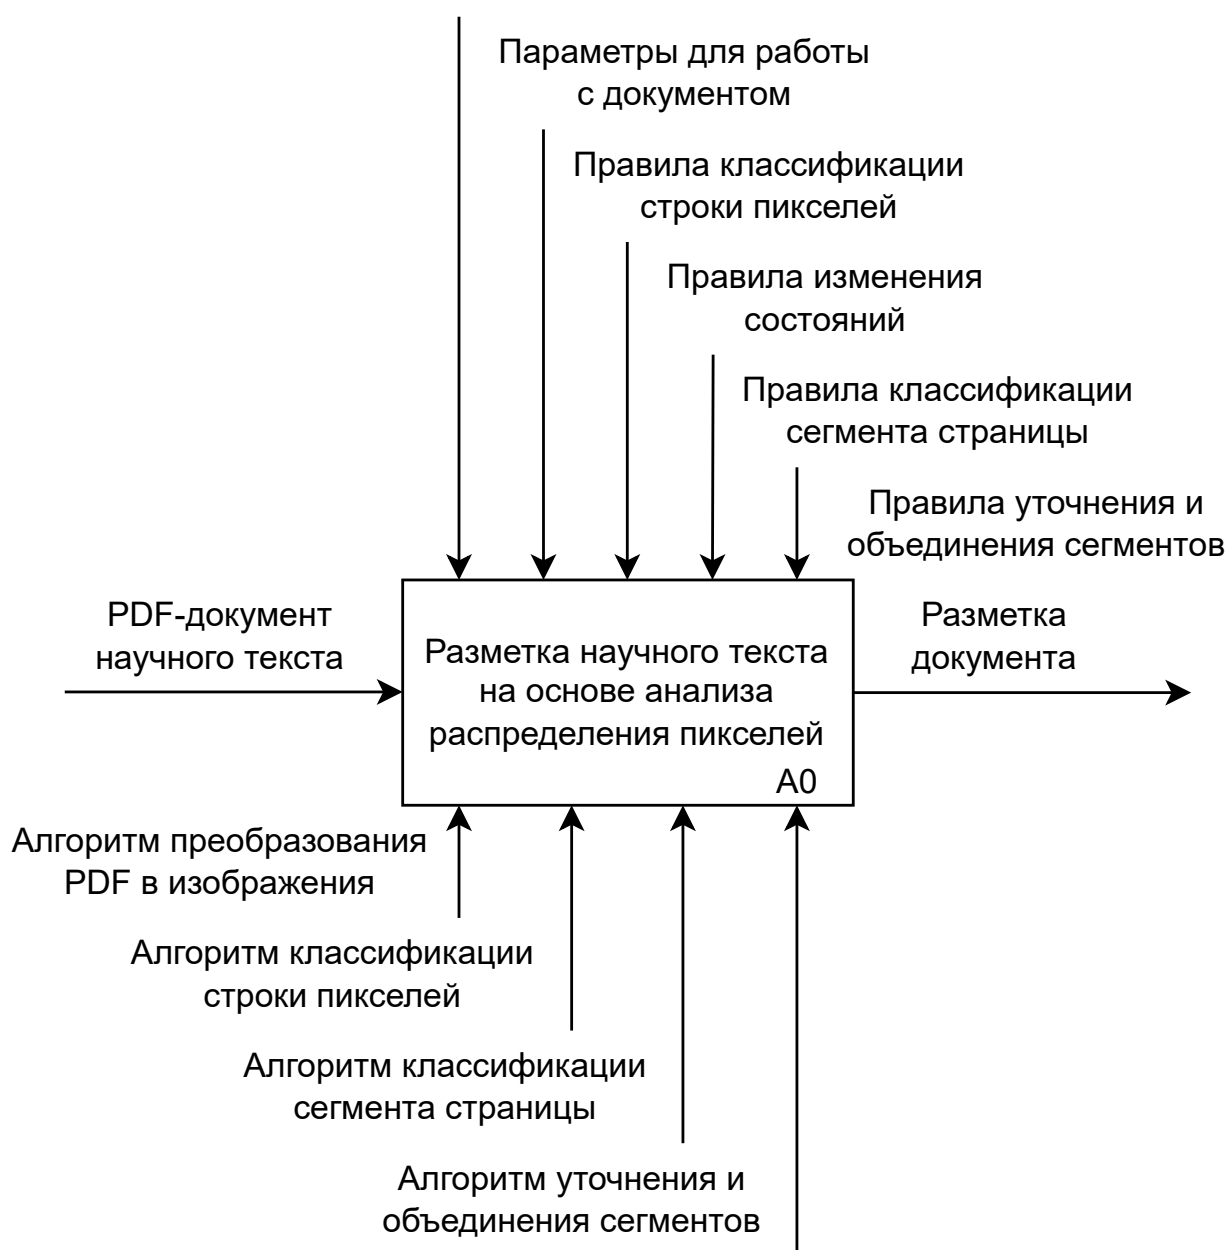 Параметры для работы
с документом
Правила классификации
строки пикселей
Правила изменения
состояний
Правила классификации
сегмента страницы
Правила уточнения и
объединения сегментов
PDF-документ
научного текста
Разметка научного текста
на основе анализа
распределения пикселей
A0
Разметка
документа
Алгоритм преобразования
PDF в изображения
Алгоритм классификации
строки пикселей
Алгоритм классификации
сегмента страницы
Алгоритм уточнения и
объединения сегментов